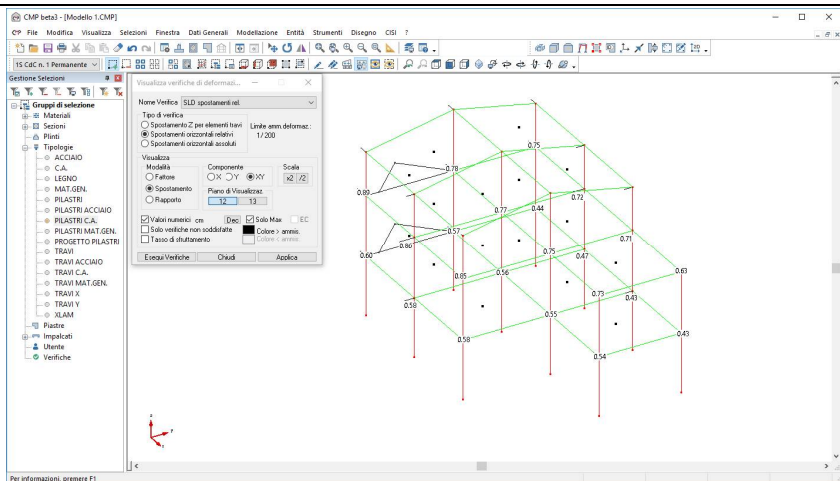 CMP beta3 - [Modello 1.CMP]
File Modifica Visualizza Selezioni Finestra Dati Generali Modellazione Entità Strumenti Disegno CISI ?
1S CdC n. 1 Permanente
Gestione Selezioni
Gruppi di selezione
Materiali
Sezioni
Plinti
Tipologie
ACCIAIO
C.A.
LEGNO
MAT.GEN.
PILASTRI
PILASTRI ACCIAIO
PILASTRI C.A.
PILASTRI MAT.GEN.
PROGETTO PILASTRI
TRAVI
TRAVI ACCIAIO
TRAVI C.A.
TRAVI MAT.GEN.
TRAVI X
TRAVI Y
XLAM
Piastre
Impalcati
Utente
Verifiche
Visualizza verifiche di deformazi...
Nome Verifica SLD spostamenti rel.
Tipo di verifica
Spostamento Z per elementi travi
Spostamenti orizzontali relativi
Spostamenti orizzontali assoluti
Limite amm.deformaz.:
1/200
Visualizza
Modalità
Fattore
Spostamento
Rapporto
Componente
X Y XY
Scala
x2 /2
Piano di Visualizzaz.
12 13
Valori numerici cm Dec Solo Max EC
Solo verifiche non soddisfatte Colore > ammis.
Tasso di sfruttamento Colore < ammis.
Esegui Verifiche Chiudi Applica
0.75
0.78
0.89
0.72
0.77 0.44
0.57 0.71
0.86
0.60 0.75 0.47
0.85 0.56 0.63
0.73 0.43
0.58
0.55
0.58 0.43
0.54
Per informazioni, premere F1